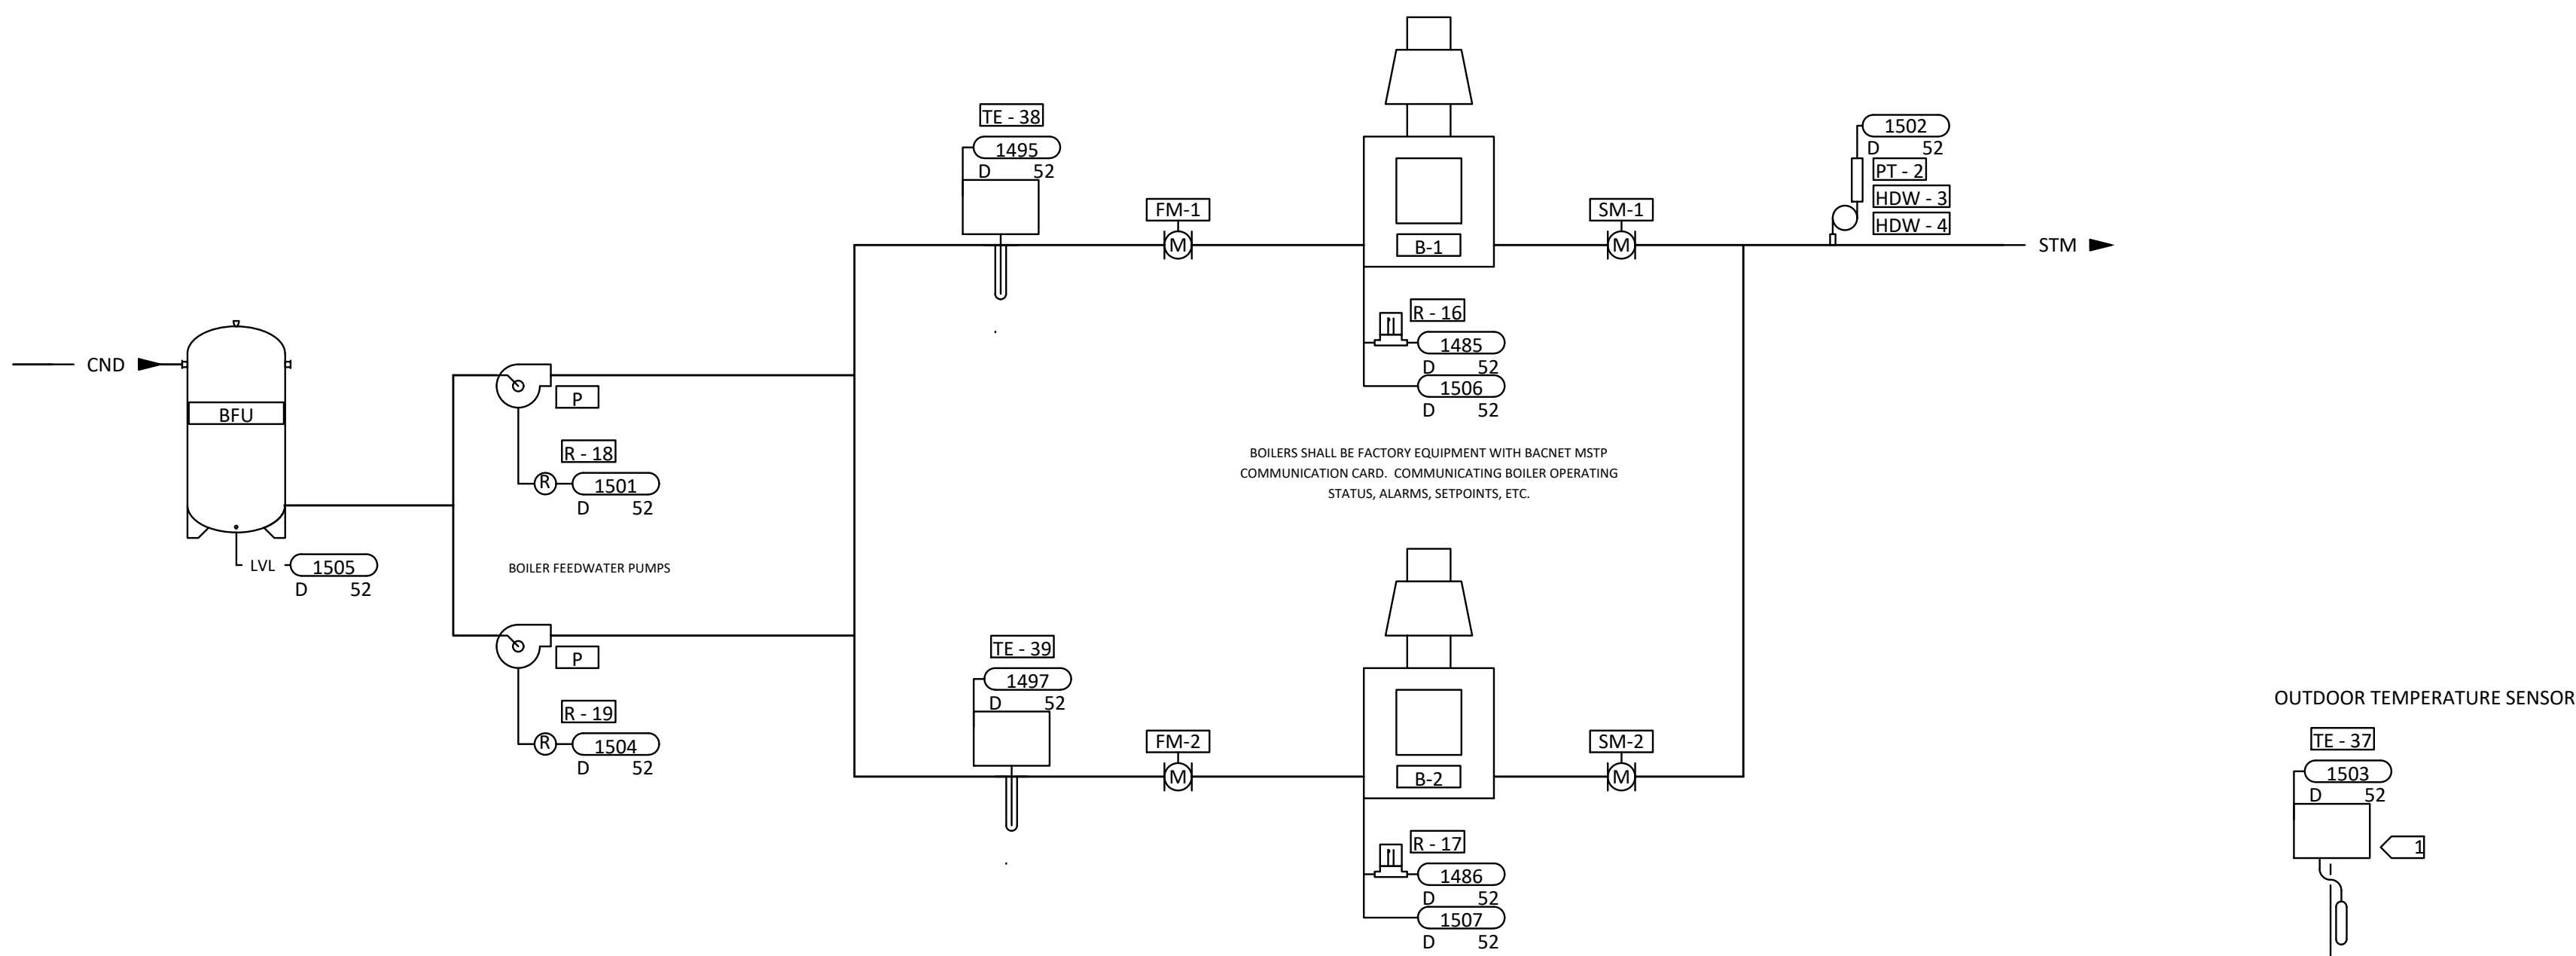 TE - 38
1495
D 52
FM-1
B-1
SM-1
1502
D 52
PT - 2
HDW - 3
HDW - 4
STM
R - 16
1485
D 52
1506
D 52
CND
BFU
P
R - 18
R
1501
D 52
BOILERS SHALL BE FACTORY EQUIPMENT WITH BACNET MSTP
COMMUNICATION CARD. COMMUNICATING BOILER OPERATING
STATUS, ALARMS, SETPOINTS, ETC.
M
M
LVL
1505
D 52
BOILER FEEDWATER PUMPS
P
R - 19
R
1504
D 52
TE - 39
1497
D 52
FM-2
M
B-2
SM-2
M
R - 17
1486
D 52
1507
D 52
OUTDOOR TEMPERATURE SENSOR
TE - 37
1503
D 52
1